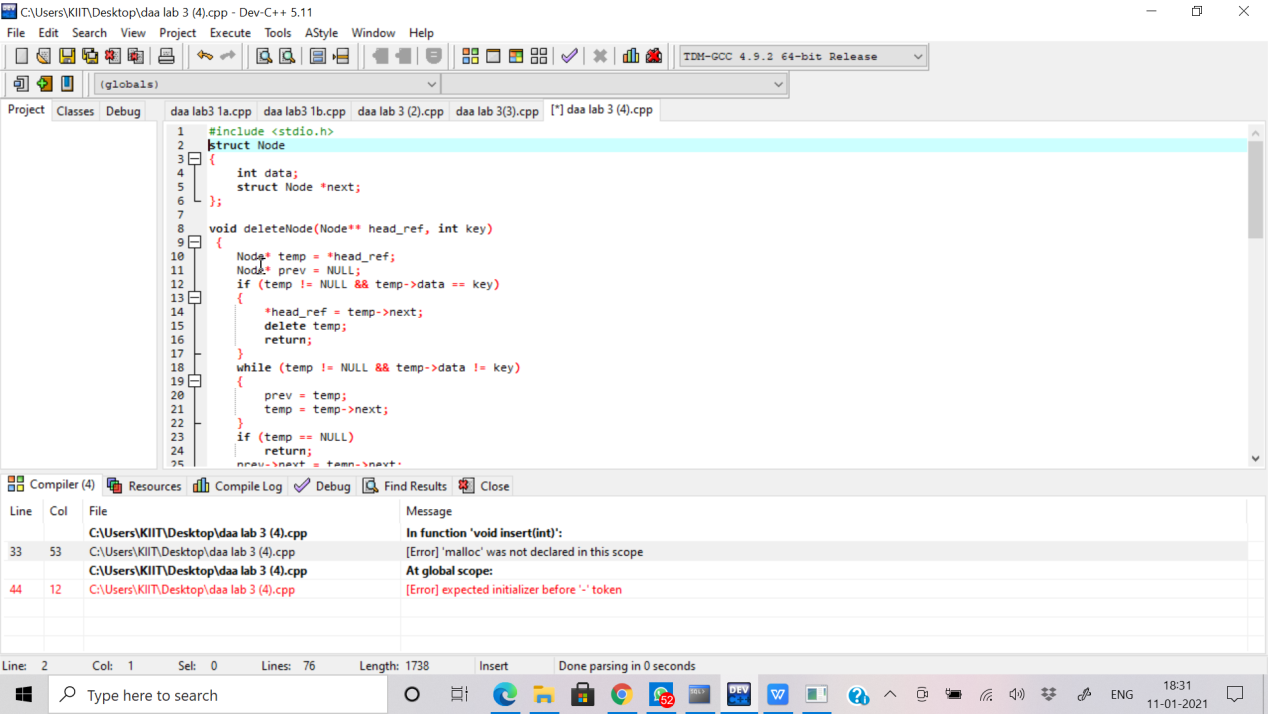 C:\Users\KIIT\Desktop\daa lab 3 (4).cpp - Dev-C++ 5.11
File Edit Search View Project Execute Tools AStyle Window Help
TDM-GCC 4.9.2 64-bit Release
(globals)
Project Classes Debug daa lab3 1a.cpp daa lab3 1b.cpp daa lab 3 (2).cpp daa lab 3(3).cpp [*] daa lab 3 (4).cpp
1 #include <stdio.h>
2 struct Node
3 {
4 int data;
5 struct Node *next;
6 };
7
8 void deleteNode(Node** head_ref, int key)
9 {
10 Node* temp = *head_ref;
11 Node* prev = NULL;
12 if (temp != NULL && temp->data == key)
13 {
14 *head_ref = temp->next;
15 delete temp;
16 return;
17 }
18 while (temp != NULL && temp->data != key)
19 {
20 prev = temp;
21 temp = temp->next;
22 }
23 if (temp == NULL)
24 return;
25 prev->next = temp->next;
Compiler (4) Resources Compile Log Debug Find Results Close
Line Col File Message
C:\Users\KIIT\Desktop\daa lab 3 (4).cpp In function 'void insert(int)':
33 53 C:\Users\KIIT\Desktop\daa lab 3 (4).cpp [Error] 'malloc' was not declared in this scope
C:\Users\KIIT\Desktop\daa lab 3 (4).cpp At global scope:
44 12 C:\Users\KIIT\Desktop\daa lab 3 (4).cpp [Error] expected initializer before '-' token
Line: 2 Col: 1 Sel: 0 Lines: 76 Length: 1738 Insert Done parsing in 0 seconds
Type here to search 52 DEV ENG 18:31
11-01-2021